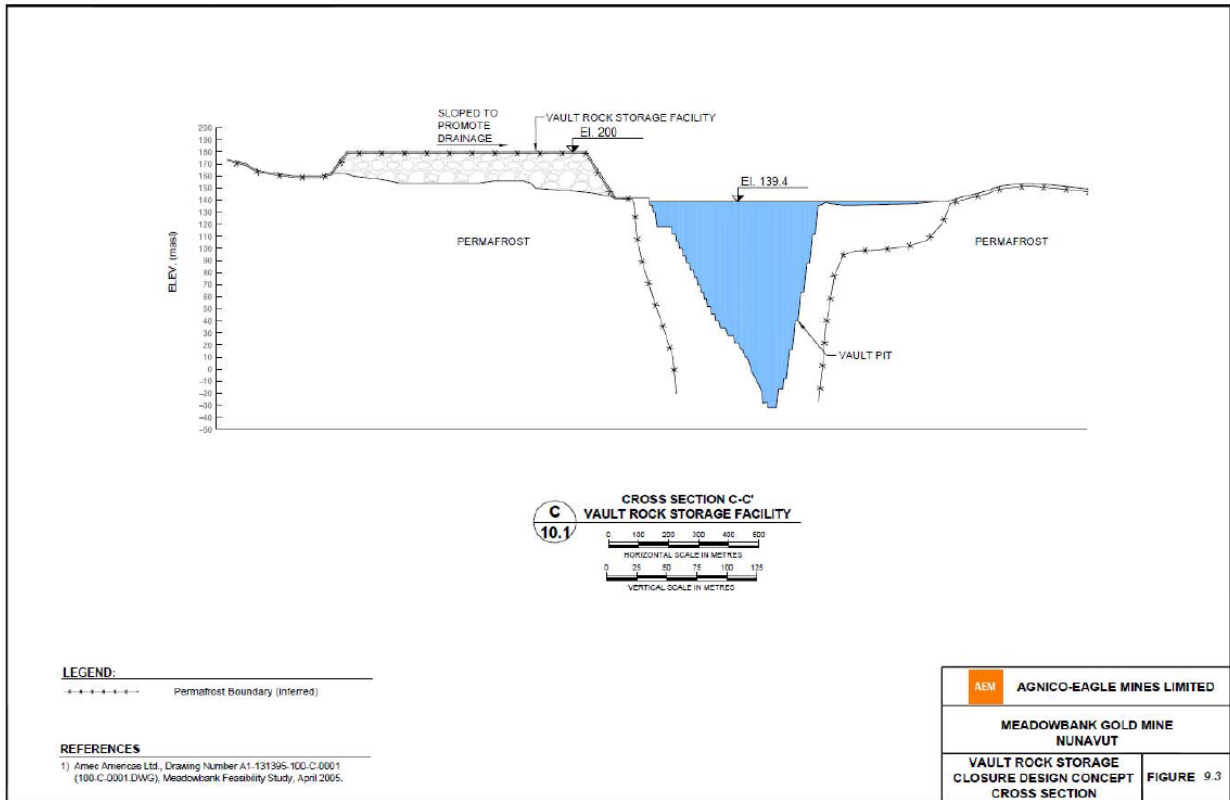 SLOPED TO
PROMOTE
DRAINAGE
VAULT ROCK STORAGE FACILITY
El. 200
El. 139.4
200
190
180
170
160
150
140
130
120
110
100
90
80
70
60
50
40
30
20
10
0
-10
-20
-30
-40
-50
ELEV. (masl)
PERMAFROST
PERMAFROST
VAULT PIT
C
10.1
CROSS SECTION C-C'
VAULT ROCK STORAGE FACILITY
0 100 200 300 400 500
HORIZONTAL SCALE IN METRES
0 25 50 75 100 125
VERTICAL SCALE IN METRES
LEGEND:
Permafrost Boundary (inferred)
REFERENCES
1) Amec Americas Ltd., Drawing Number A1-131395-100-C-0001
(100-C-0001.DWG), Meadowbank Feasibility Study, April 2005.
AEM AGNICO-EAGLE MINES LIMITED
MEADOWBANK GOLD MINE
NUNAVUT
VAULT ROCK STORAGE
CLOSURE DESIGN CONCEPT
CROSS SECTION
FIGURE 9.3